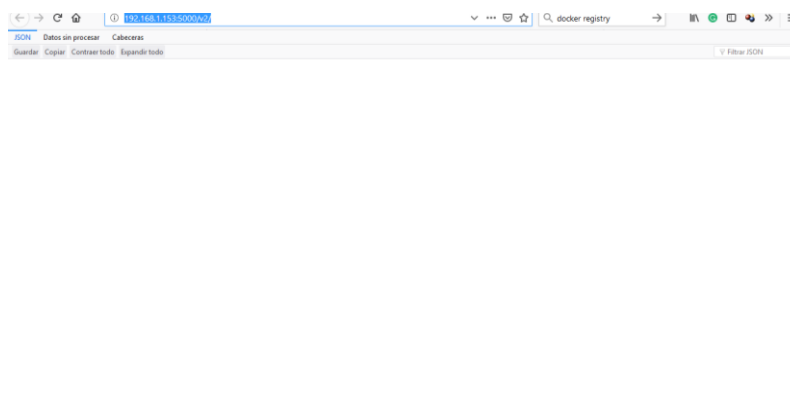 192.168.1.153:5000/v2/ docker registry
JSON Datos sin procesar Cabeceras
Guardar Copiar Contraer todo Expandir todo Filtrar JSON